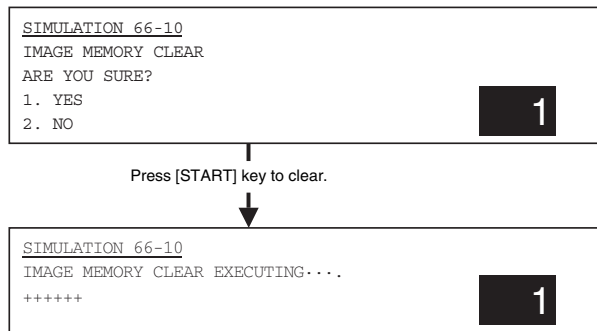 SIMULATION 66-10
IMAGE MEMORY CLEAR
ARE YOU SURE?
1. YES
2. NO
1
Press [START] key to clear.
SIMULATION 66-10
IMAGE MEMORY CLEAR EXECUTING····.
++++++
1